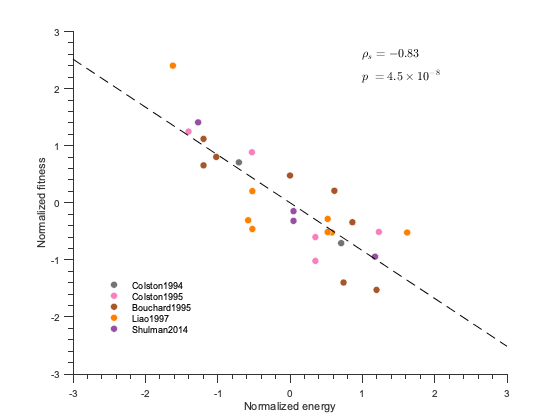 3
2
1
0
-1
-2
-3
Normalized fitness
ρs = −0.83
p = 4.5 × 10⁻⁸
Colston1994
Colston1995
Bouchard1995
Liao1997
Shulman2014
-3 -2 -1 0 1 2 3
Normalized energy